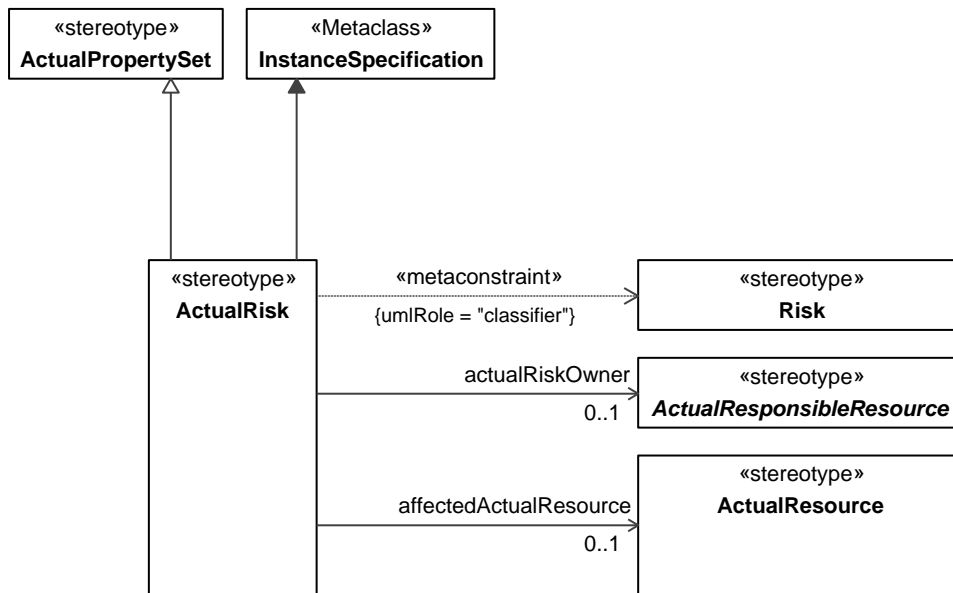 «stereotype»
ActualPropertySet
«Metaclass»
InstanceSpecification
«stereotype»
ActualRisk
«metaconstraint»
{umlRole = "classifier"}
«stereotype»
Risk
actualRiskOwner
0..1
«stereotype»
ActualResponsibleResource
affectedActualResource
0..1
«stereotype»
ActualResource